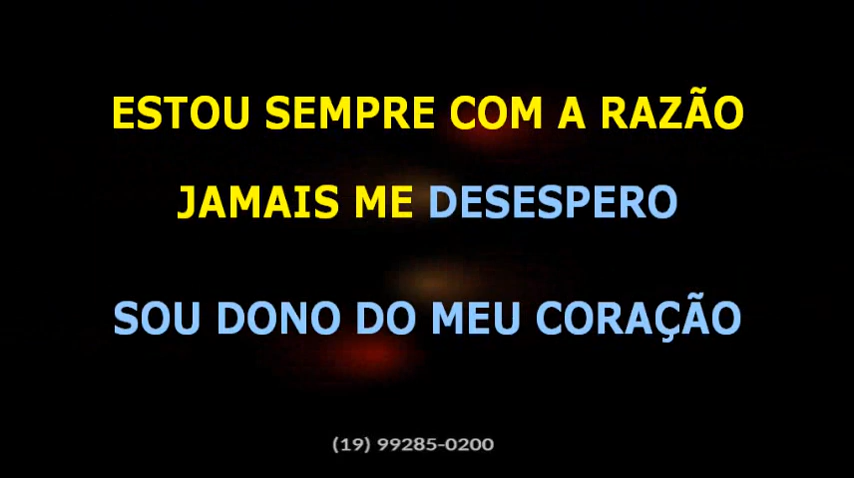 ESTOU SEMPRE COM A RAZÃO
JAMAIS ME DESESPERO
SOU DONO DO MEU CORAÇÃO
(19) 99285-0200